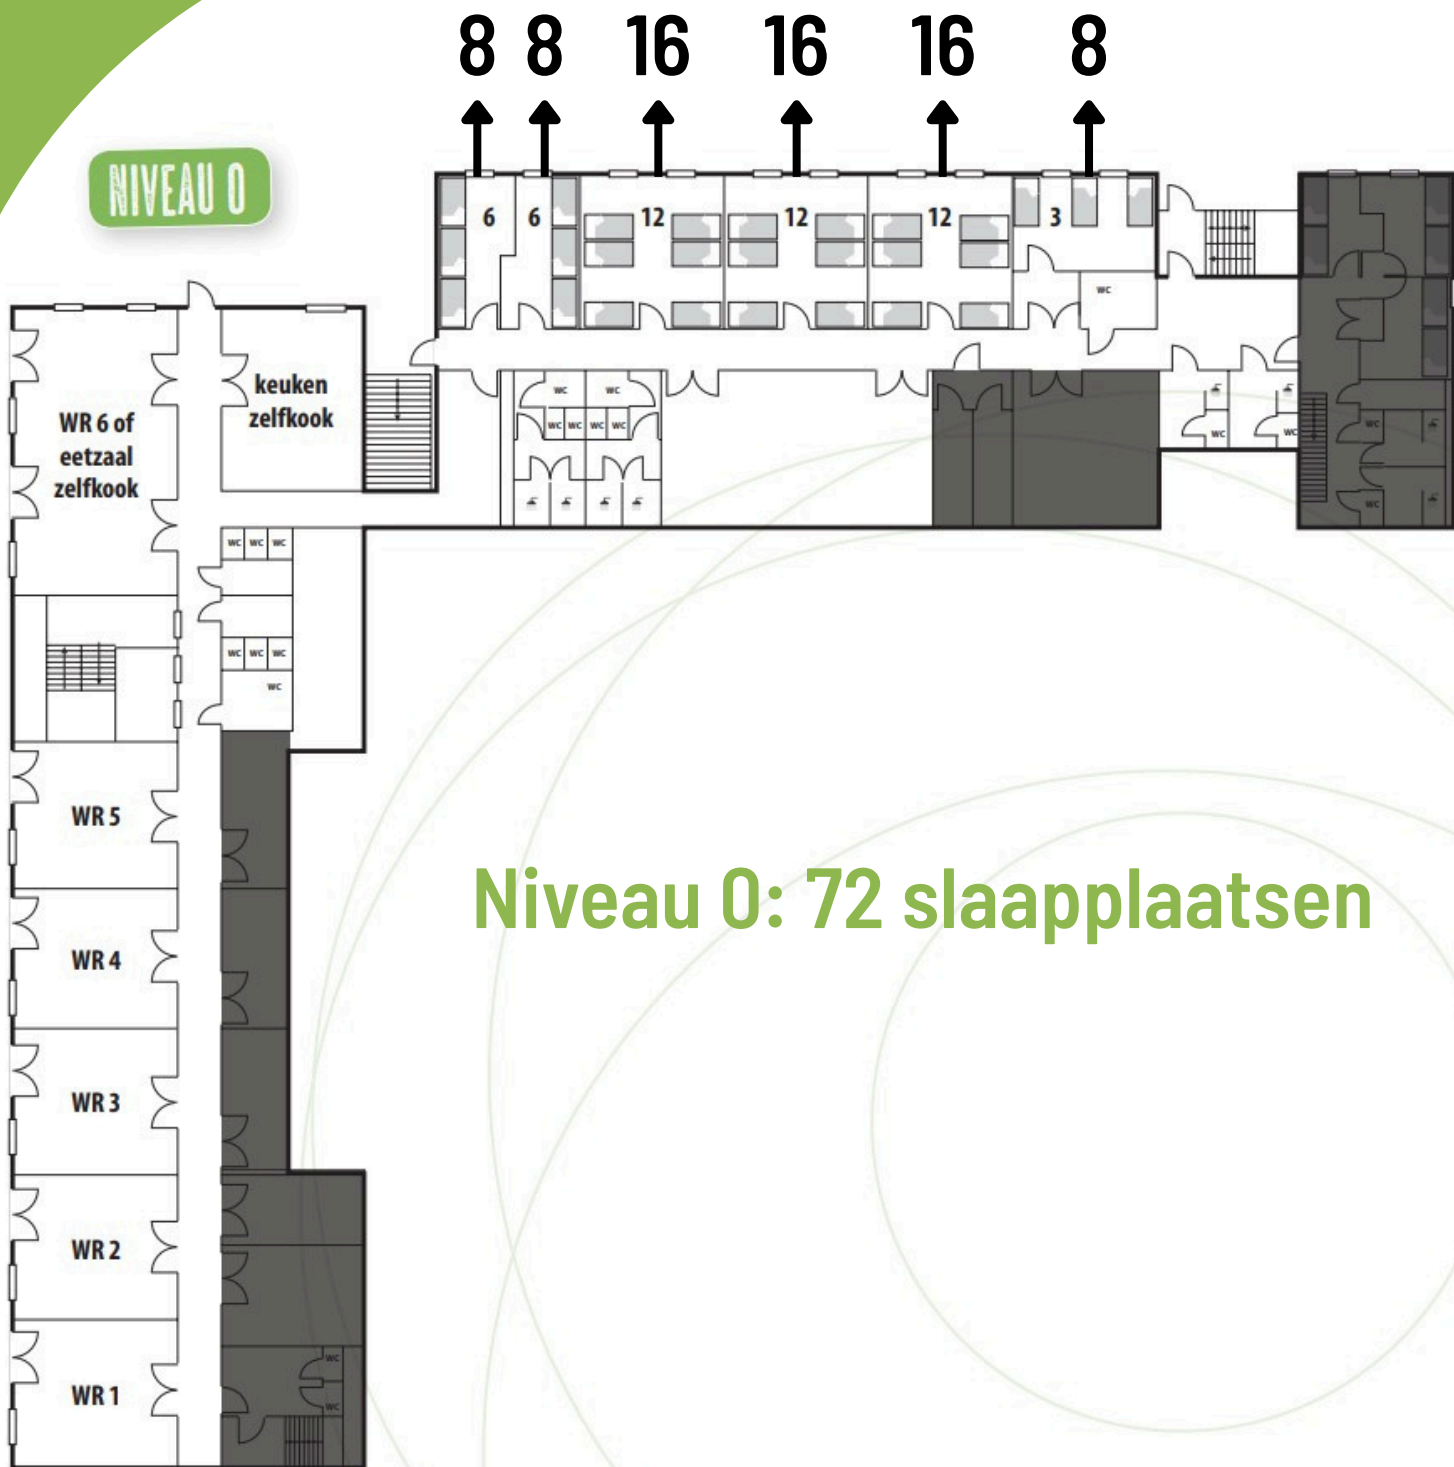 8 8 16 16 16 8
NIVEAU 0
6 6 12 12 12 3
WC
keuken
zelfkook
WR 6 of
eetzaal
zelfkook
WC WC
WC WC WC WC
WC WC
WC
WC
WC WC WC
WC WC WC
WC
WR 5
Niveau 0: 72 slaapplaatsen
WR 4
WR 3
WR 2
WC
WR 1
WC